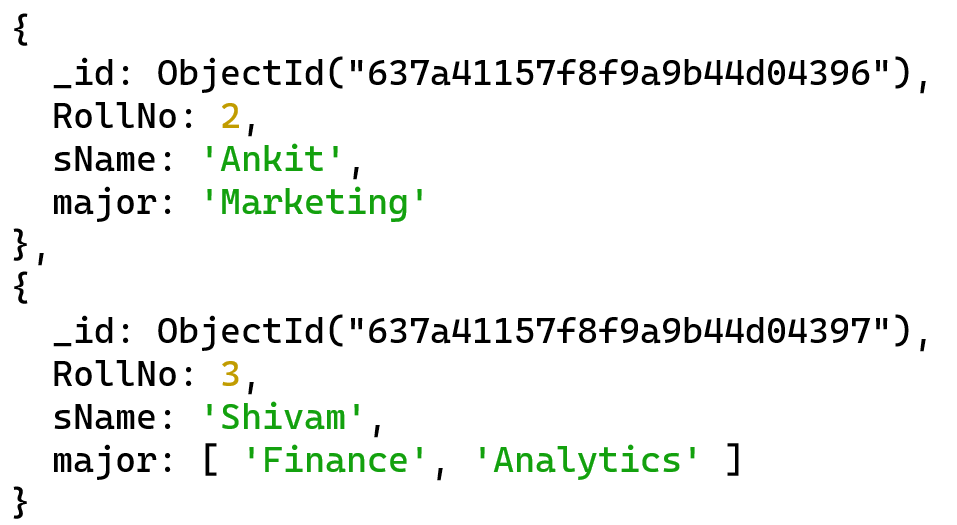 {
  _id: ObjectId("637a41157f8f9a9b44d04396"),
  RollNo: 2,
  sName: 'Ankit',
  major: 'Marketing'
},
{
  _id: ObjectId("637a41157f8f9a9b44d04397"),
  RollNo: 3,
  sName: 'Shivam',
  major: [ 'Finance', 'Analytics' ]
}